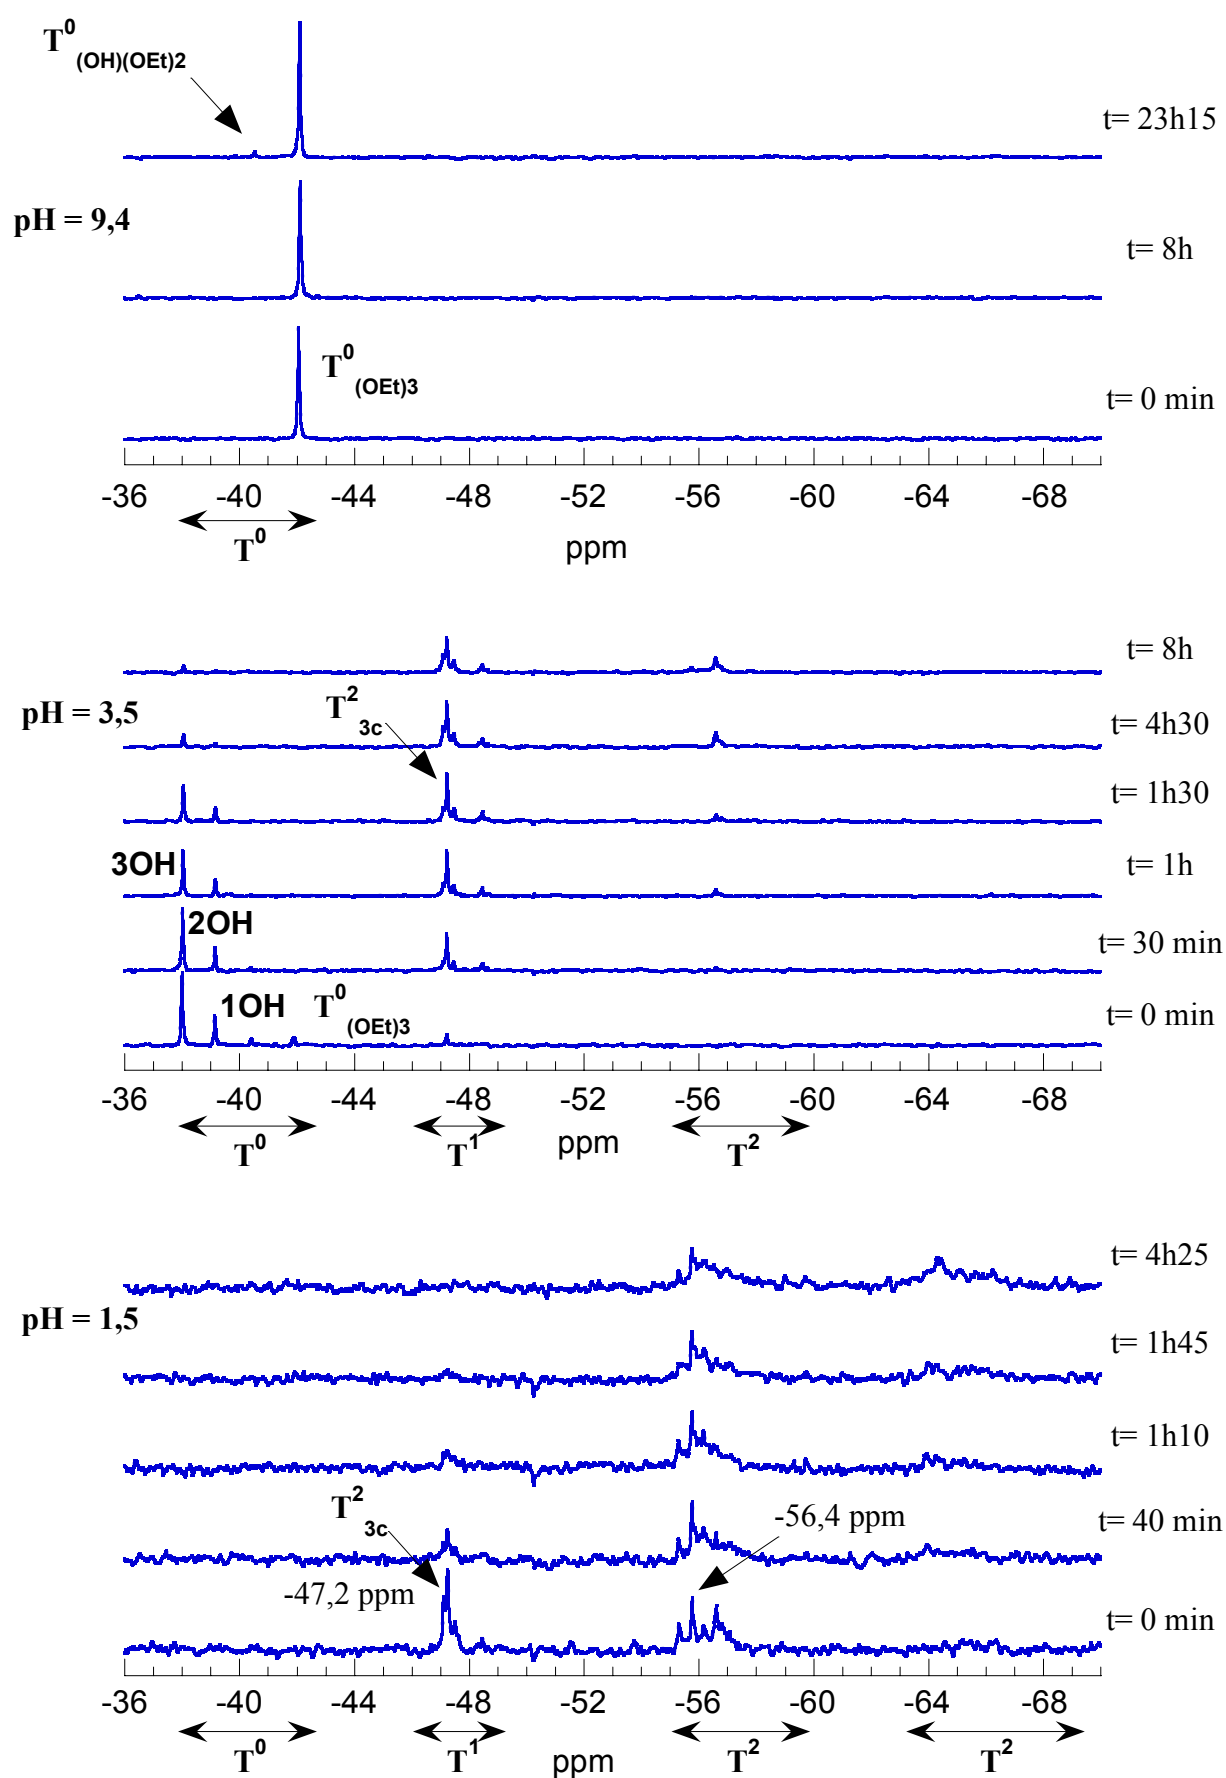 T0(OH)(OEt)2
t= 23h15
pH = 9,4
t= 8h
T0(OEt)3
t= 0 min
-36 -40 -44 -48 -52 -56 -60 -64 -68
T0
ppm
t= 8h
pH = 3,5
T2 3c
t= 4h30
t= 1h30
3OH
t= 1h
2OH
t= 30 min
1OH
T0(OEt)3
t= 0 min
-36 -40 -44 -48 -52 -56 -60 -64 -68
T0 T1 ppm T2
t= 4h25
pH = 1,5
t= 1h45
t= 1h10
T2 3c
-56,4 ppm
t= 40 min
-47,2 ppm
t= 0 min
-36 -40 -44 -48 -52 -56 -60 -64 -68
T0 T1 ppm T2 T2